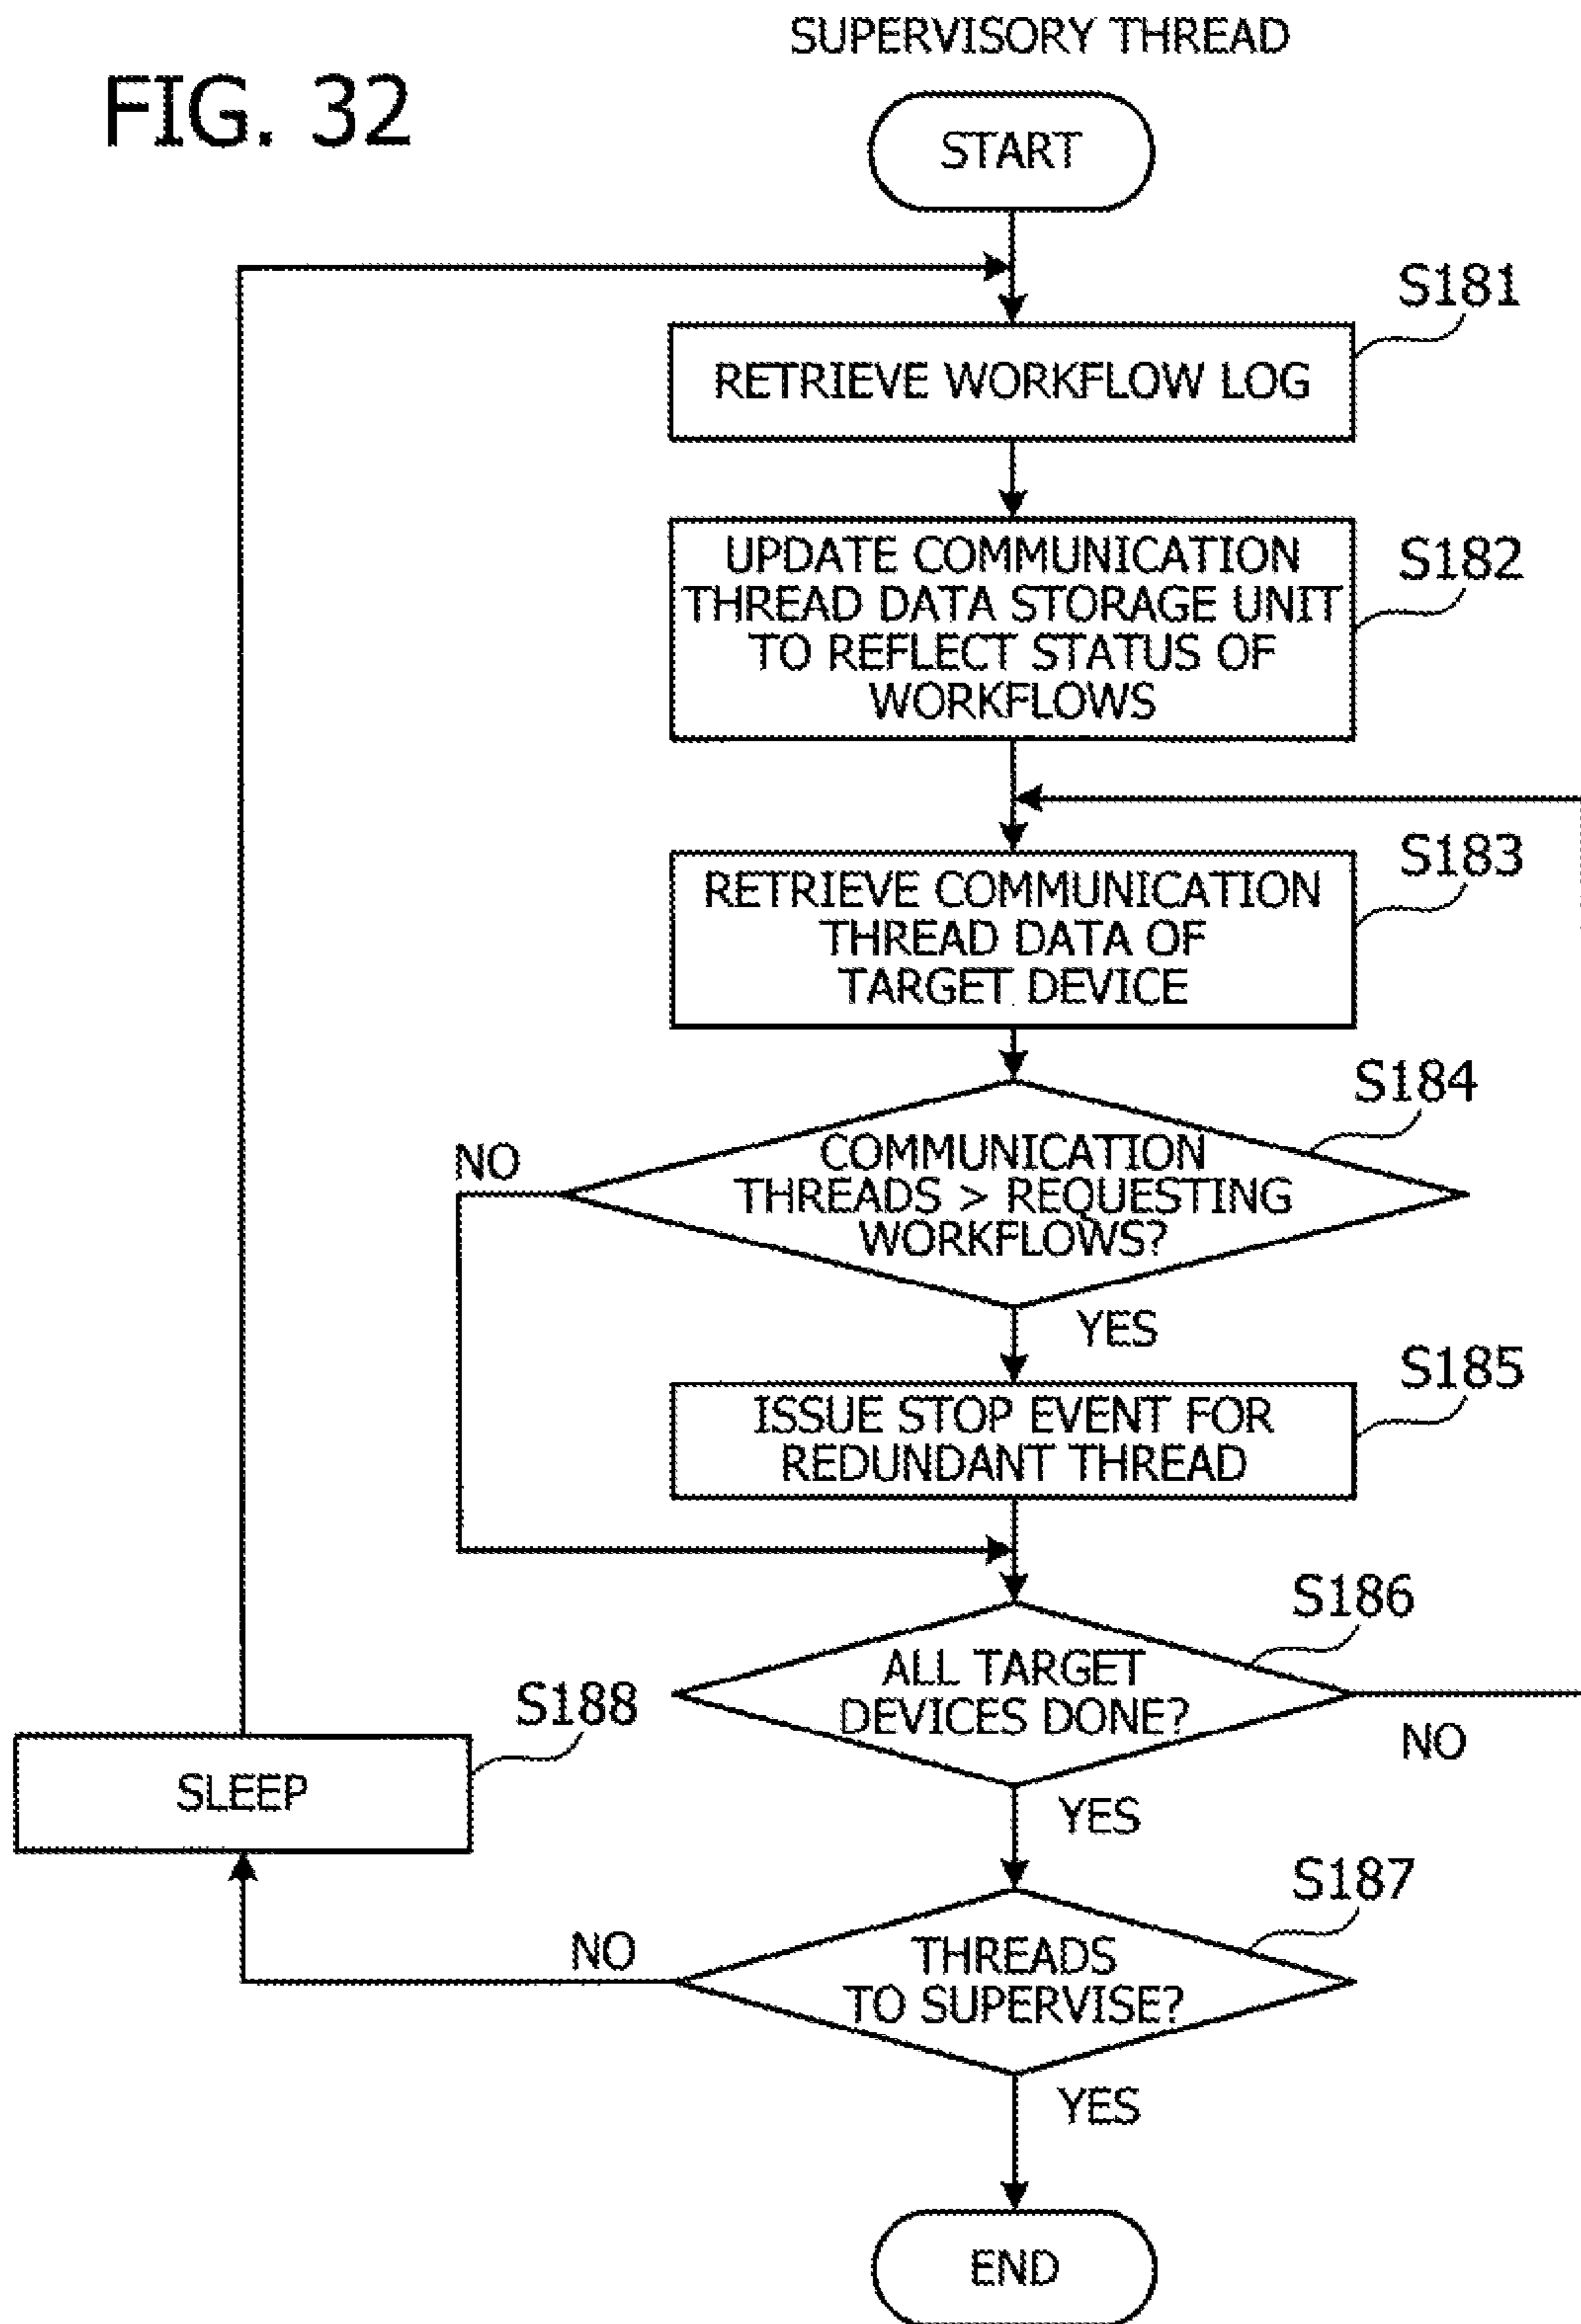 SUPERVISORY THREAD
FIG. 32
START
S181
RETRIEVE WORKFLOW LOG
S182
UPDATE COMMUNICATION
THREAD DATA STORAGE UNIT
TO REFLECT STATUS OF
WORKFLOWS
S183
RETRIEVE COMMUNICATION
THREAD DATA OF
TARGET DEVICE
S184
NO
COMMUNICATION
THREADS > REQUESTING
WORKFLOWS?
YES
S185
ISSUE STOP EVENT FOR
REDUNDANT THREAD
S186
ALL TARGET
DEVICES DONE?
NO
S188
SLEEP
YES
S187
NO
THREADS
TO SUPERVISE?
YES
END